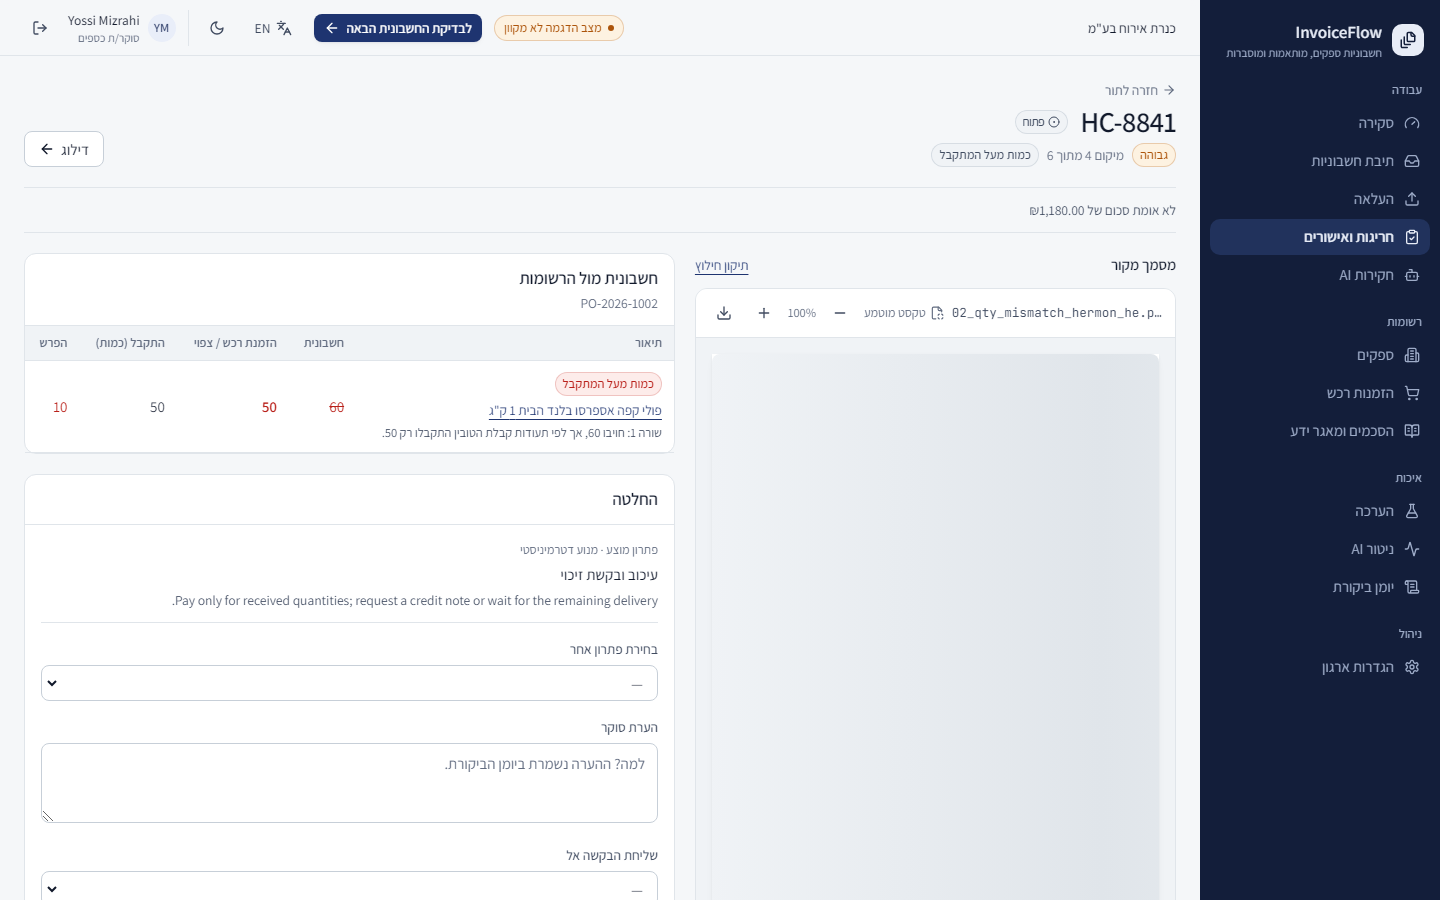 InvoiceFlow
חשבוניות ספקים, מותאמות ומוסברות
עבודה
סקירה
תיבת חשבוניות
העלאה
חריגות ואישורים
חקירות AI
רשומות
ספקים
הזמנות רכש
הסכמים ומאגר ידע
איכות
הערכה
ניטור AI
יומן ביקורת
ניהול
הגדרות ארגון
כנרת אירוח בע"מ
מצב הדגמה לא מקוון
לבדיקת החשבונית הבאה
EN
YM
Yossi Mizrahi
סוקר/ת כספים
חזרה לתור
HC-8841
פתוח
גבוהה
מיקום 4 מתוך 6
כמות מעל המתקבל
דילוג
לא אומת סכום של ₪1,180.00
מסמך מקור
תיקון חילוץ
02_qty_mismatch_hermon_he.p…
טקסט מוטמע
100%
חשבונית מול הרשומות
PO-2026-1002
תיאור
חשבונית
הזמנת רכש / צפוי
התקבל (כמות)
הפרש
כמות מעל המתקבל
פולי קפה אספרסו בלנד הבית 1 ק"ג
שורה 1: חויבו 60, אך לפי תעודות קבלת הטובין התקבלו רק 50.
60
50
50
10
החלטה
פתרון מוצע · מנוע דטרמיניסטי
עיכוב ובקשת זיכוי
Pay only for received quantities; request a credit note or wait for the remaining delivery.
בחירת פתרון אחר
—
הערת סוקר
למה? ההערה נשמרת ביומן הביקורת.
שליחת הבקשה אל
—